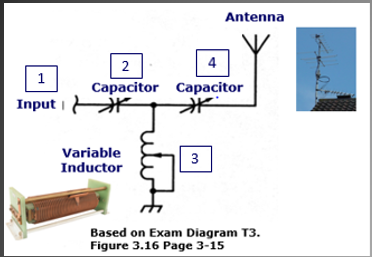 Antenna
1
2
4
Input
Capacitor
Capacitor
Variable
Inductor
3
Based on Exam Diagram T3.
Figure 3.16 Page 3-15